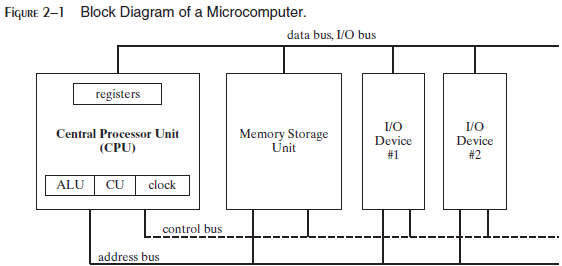 FIGURE 2–1 Block Diagram of a Microcomputer.
data bus, I/O bus
registers
Central Processor Unit
(CPU)
ALU CU clock
Memory Storage
Unit
I/O
Device
#1
I/O
Device
#2
control bus
address bus